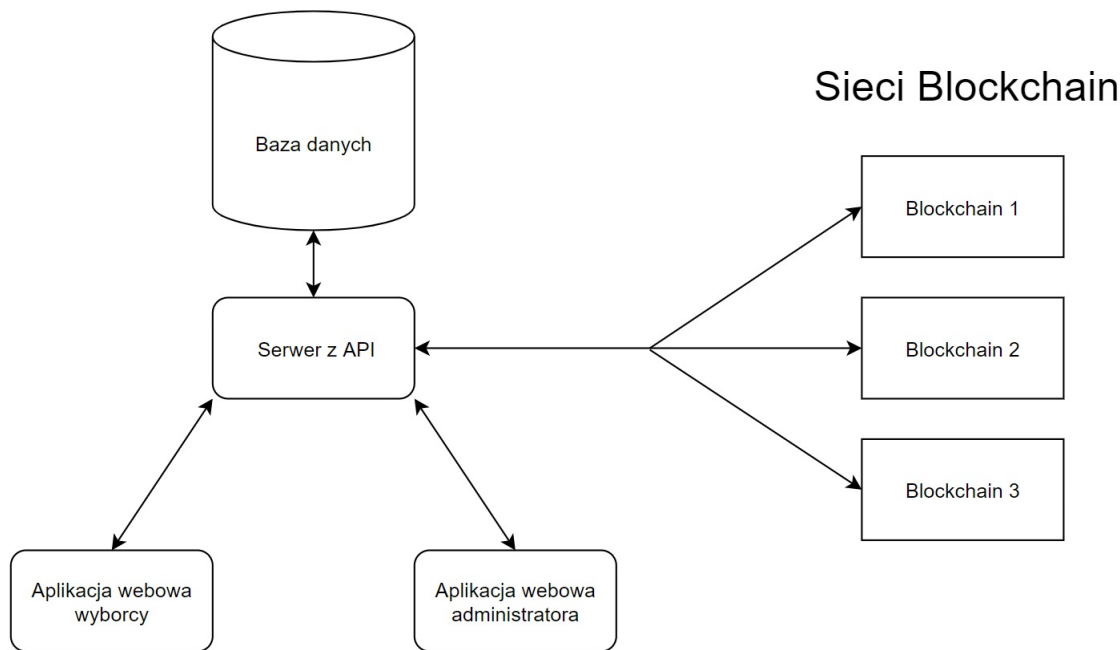 Sieci Blockchain
Baza danych
Blockchain 1
Serwer z API
Blockchain 2
Blockchain 3
Aplikacja webowa
wyborcy
Aplikacja webowa
administratora